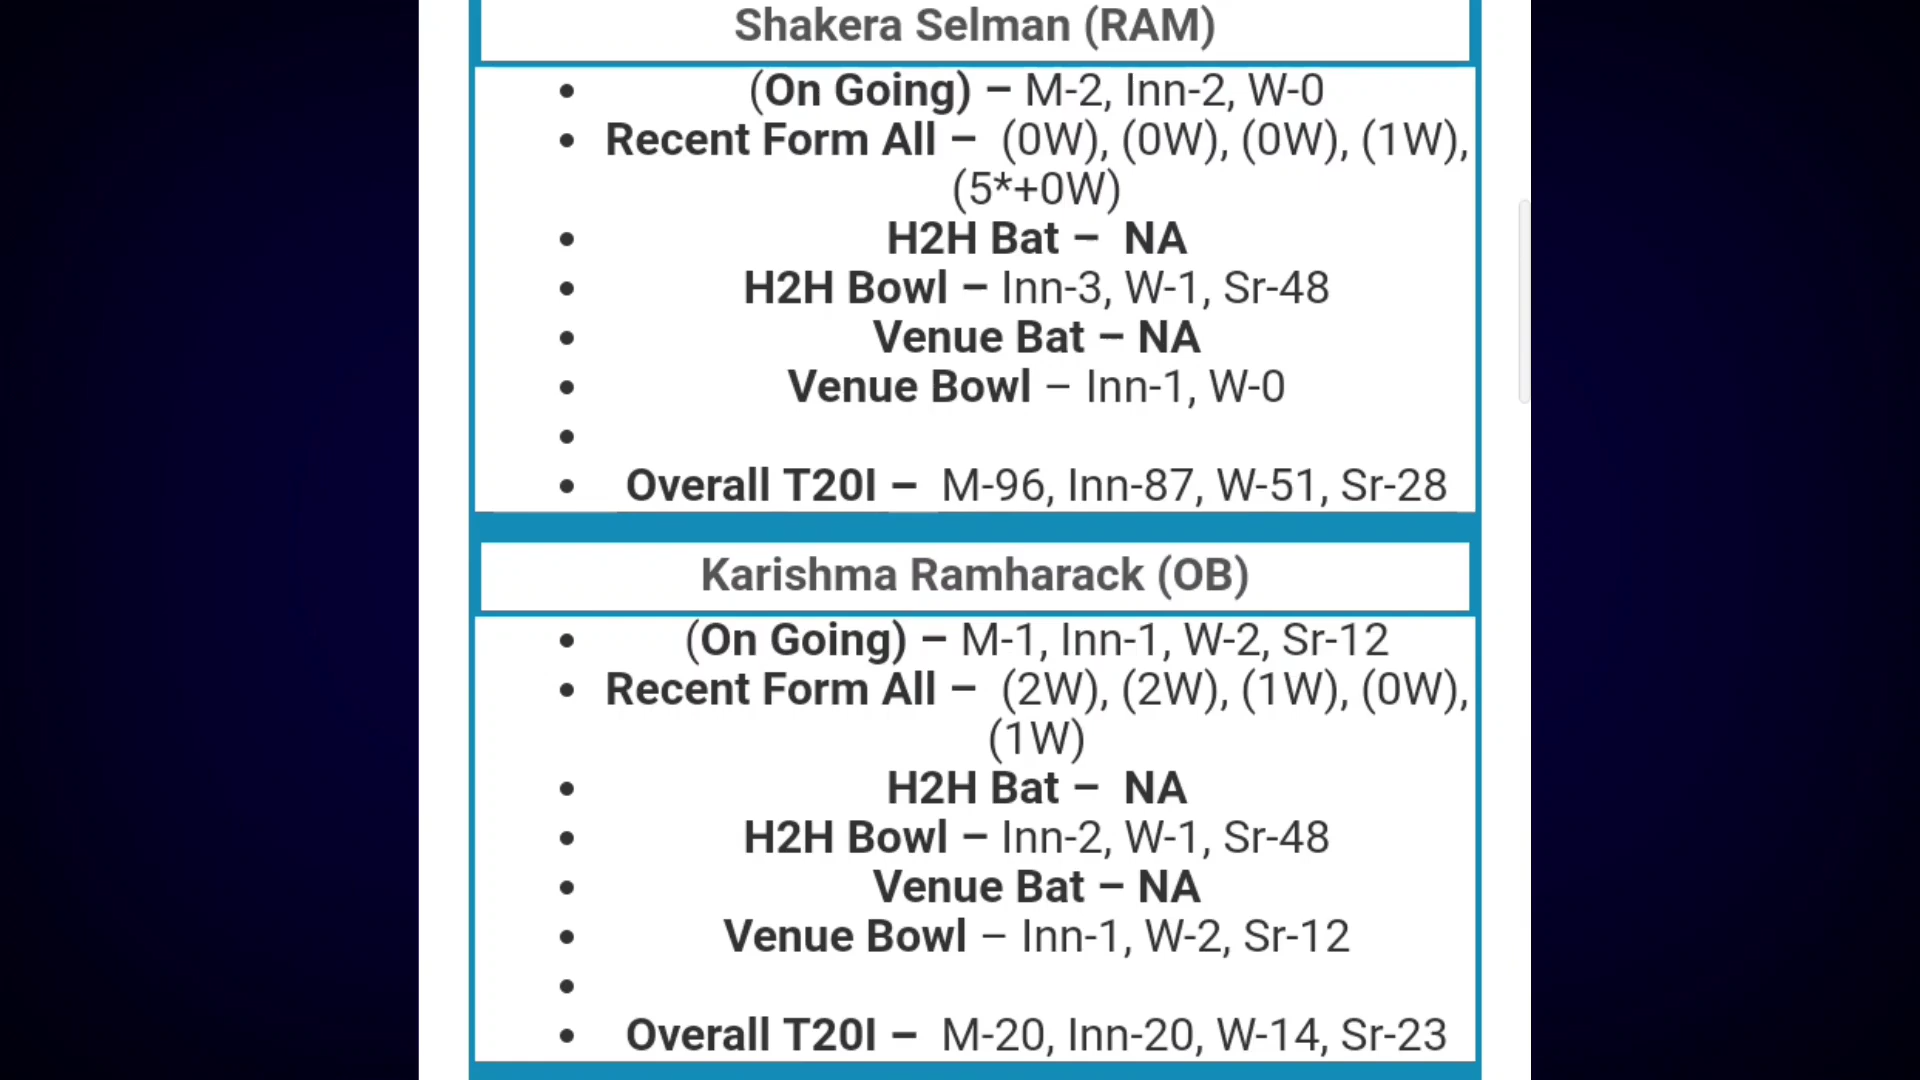 Shakera Selman (RAM)
(On Going) – M-2, Inn-2, W-0
Recent Form All – (0W), (0W), (0W), (1W),
(5*+0W)
H2H Bat – NA
H2H Bowl – Inn-3, W-1, Sr-48
Venue Bat – NA
Venue Bowl – Inn-1, W-0
Overall T20I – M-96, Inn-87, W-51, Sr-28
Karishma Ramharack (OB)
(On Going) – M-1, Inn-1, W-2, Sr-12
Recent Form All – (2W), (2W), (1W), (0W),
(1W)
H2H Bat – NA
H2H Bowl – Inn-2, W-1, Sr-48
Venue Bat – NA
Venue Bowl – Inn-1, W-2, Sr-12
Overall T20I – M-20, Inn-20, W-14, Sr-23